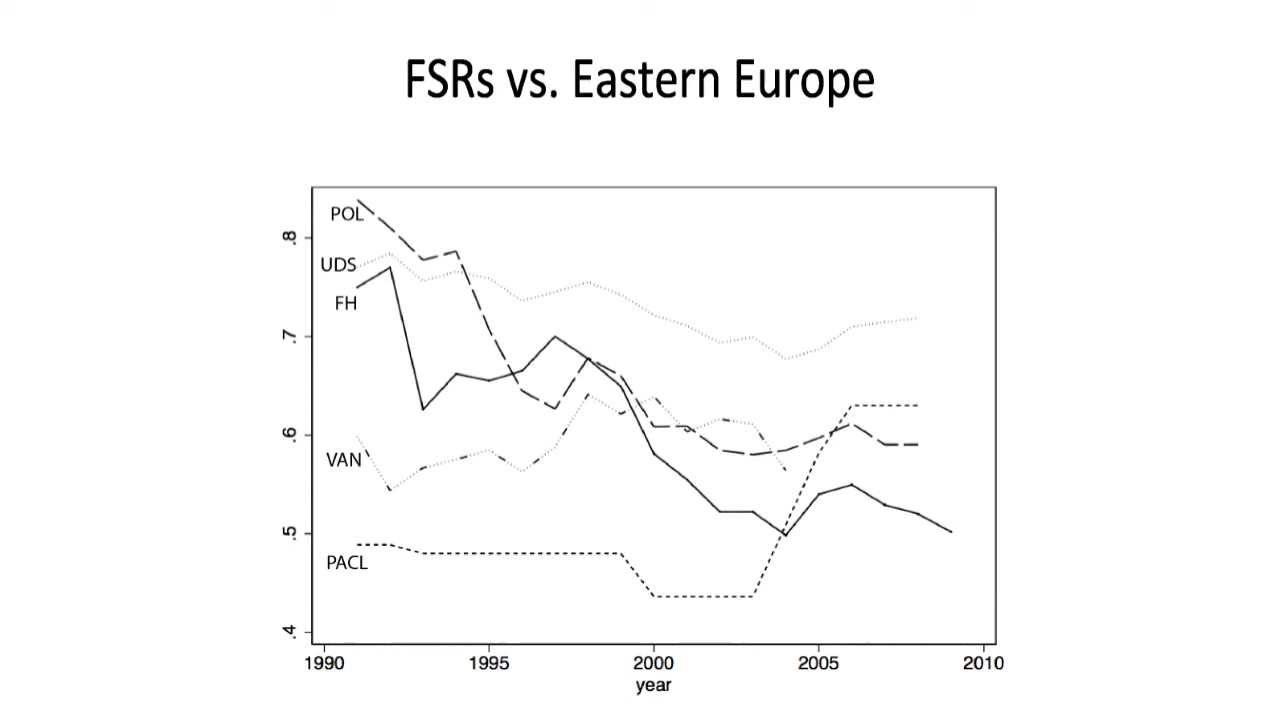 FSRs vs. Eastern Europe
POL
.8
UDS
FH
.7
.6
VAN
.5
PACL
.4
1990 1995 2000 2005 2010
year